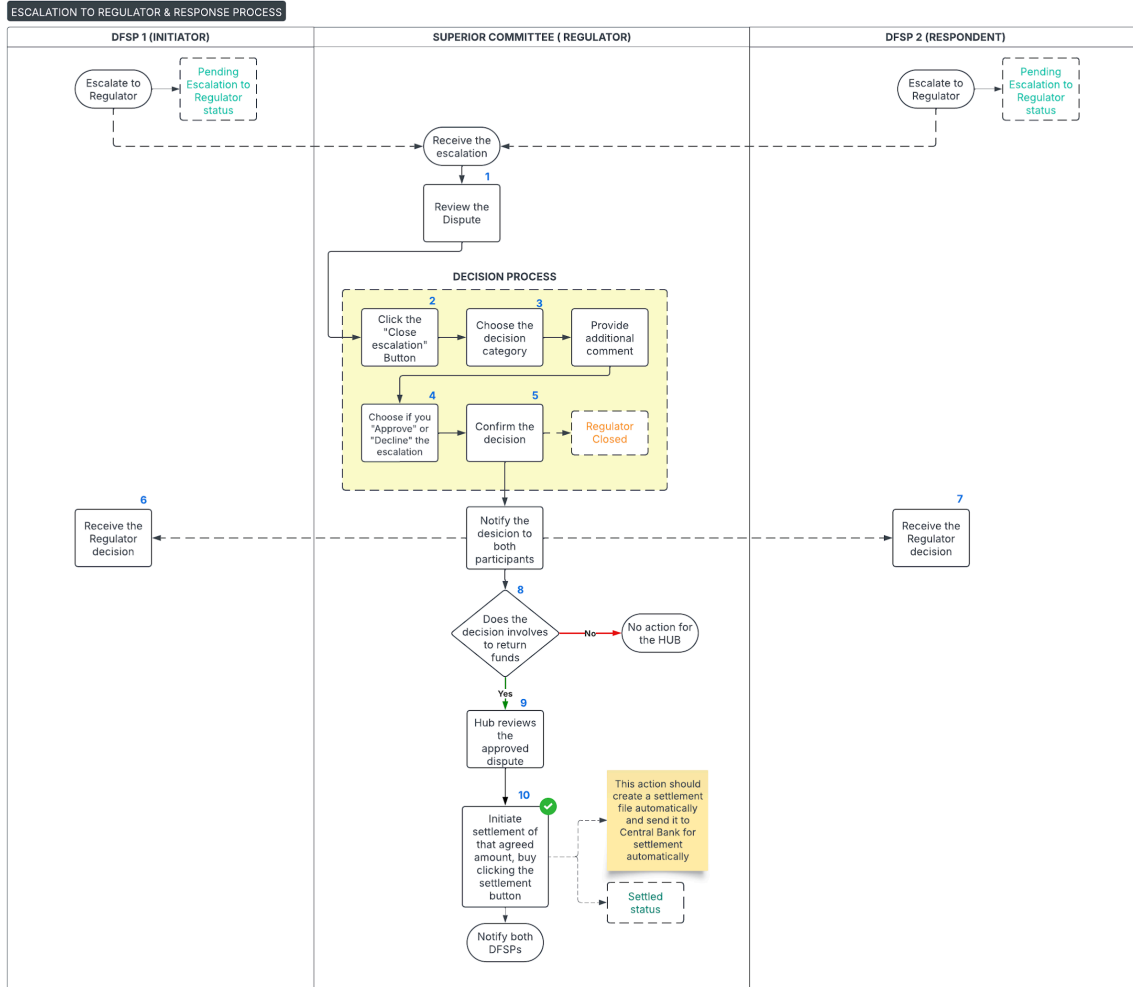 ESCALATION TO REGULATOR & RESPONSE PROCESS
DFSP 1 (INITIATOR)
SUPERIOR COMMITTEE ( REGULATOR)
DFSP 2 (RESPONDENT)
Escalate to
Regulator
Pending
Escalation to
Regulator
status
Escalate to
Regulator
Pending
Escalation to
Regulator
status
Receive the
escalation
1
Review the
Dispute
DECISION PROCESS
2
Click the
"Close
escalation"
Button
3
Choose the
decision
category
Provide
additional
comment
4
Choose if you
"Approve" or
"Decline" the
escalation
5
Confirm the
decision
Regulator
Closed
6
Receive the
Regulator
decision
Notify the
desicion to
both
participants
7
Receive the
Regulator
decision
8
Does the
decision involves
to return
funds
No
No action for
the HUB
Yes
9
Hub reviews
the
approved
dispute
10
Initiate
settlement of
that agreed
amount, buy
clicking the
settlement
button
This action should
create a settlement
file automatically
and send it to
Central Bank for
settlement
automatically
Settled
status
Notify both
DFSPs